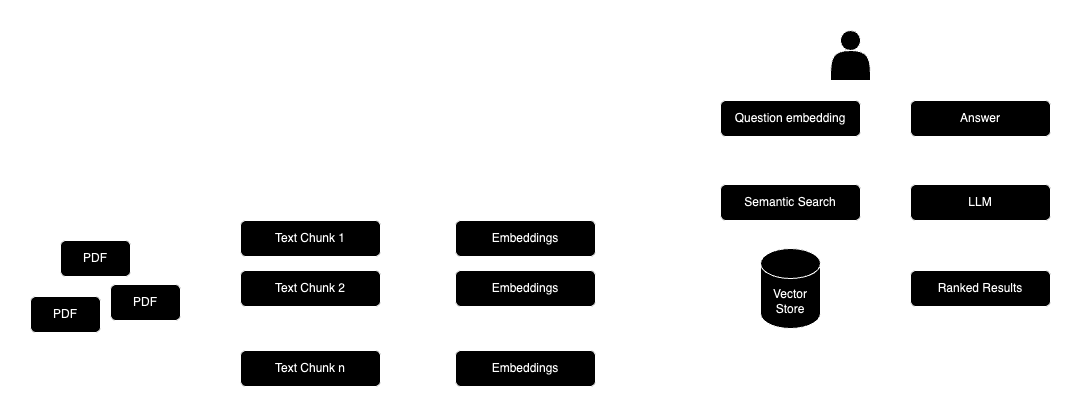 PDF
PDF
PDF
Text Chunk 1
Text Chunk 2
Text Chunk n
Embeddings
Embeddings
Embeddings
Question embedding
Semantic Search
Vector
Store
Answer
LLM
Ranked Results